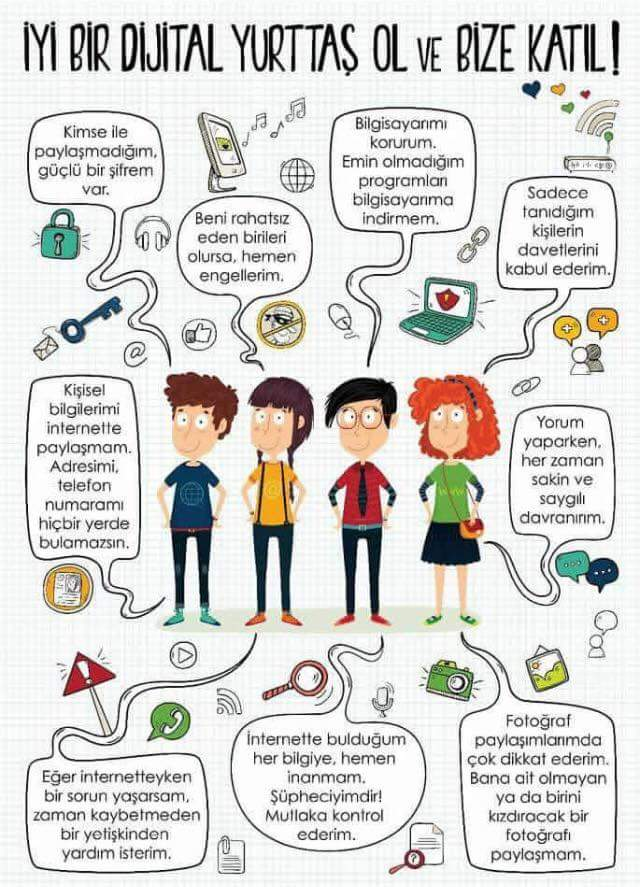 İYİ BİR DİJİTAL YURTTAŞ OL VE BİZE KATIL!
Kimse ile
paylaşmadığım,
güçlü bir şifrem
var.
Beni rahatsız
eden birileri
olursa, hemen
engellerim.
Bilgisayarımı
korurum.
Emin olmadığım
programları
bilgisayarıma
indirmem.
Sadece
tanıdığım
kişilerin
davetlerini
kabul ederim.
Kişisel
bilgilerimi
internette
paylaşmam.
Adresimi,
telefon
numaramı
hiçbir yerde
bulamazsın.
@
www
Yorum
yaparken,
her zaman
sakin ve
saygılı
davranırım.
Eğer internetteyken
bir sorun yaşarsam,
zaman kaybetmeden
bir yetişkinden
yardım isterim.
İnternette bulduğum
her bilgiye, hemen
inanmam.
Şüpheciyimdir!
Mutlaka kontrol
ederim.
Fotoğraf
paylaşımlarımda
çok dikkat ederim.
Bana ait olmayan
ya da birini
kızdıracak bir
fotoğrafı
paylaşmam.